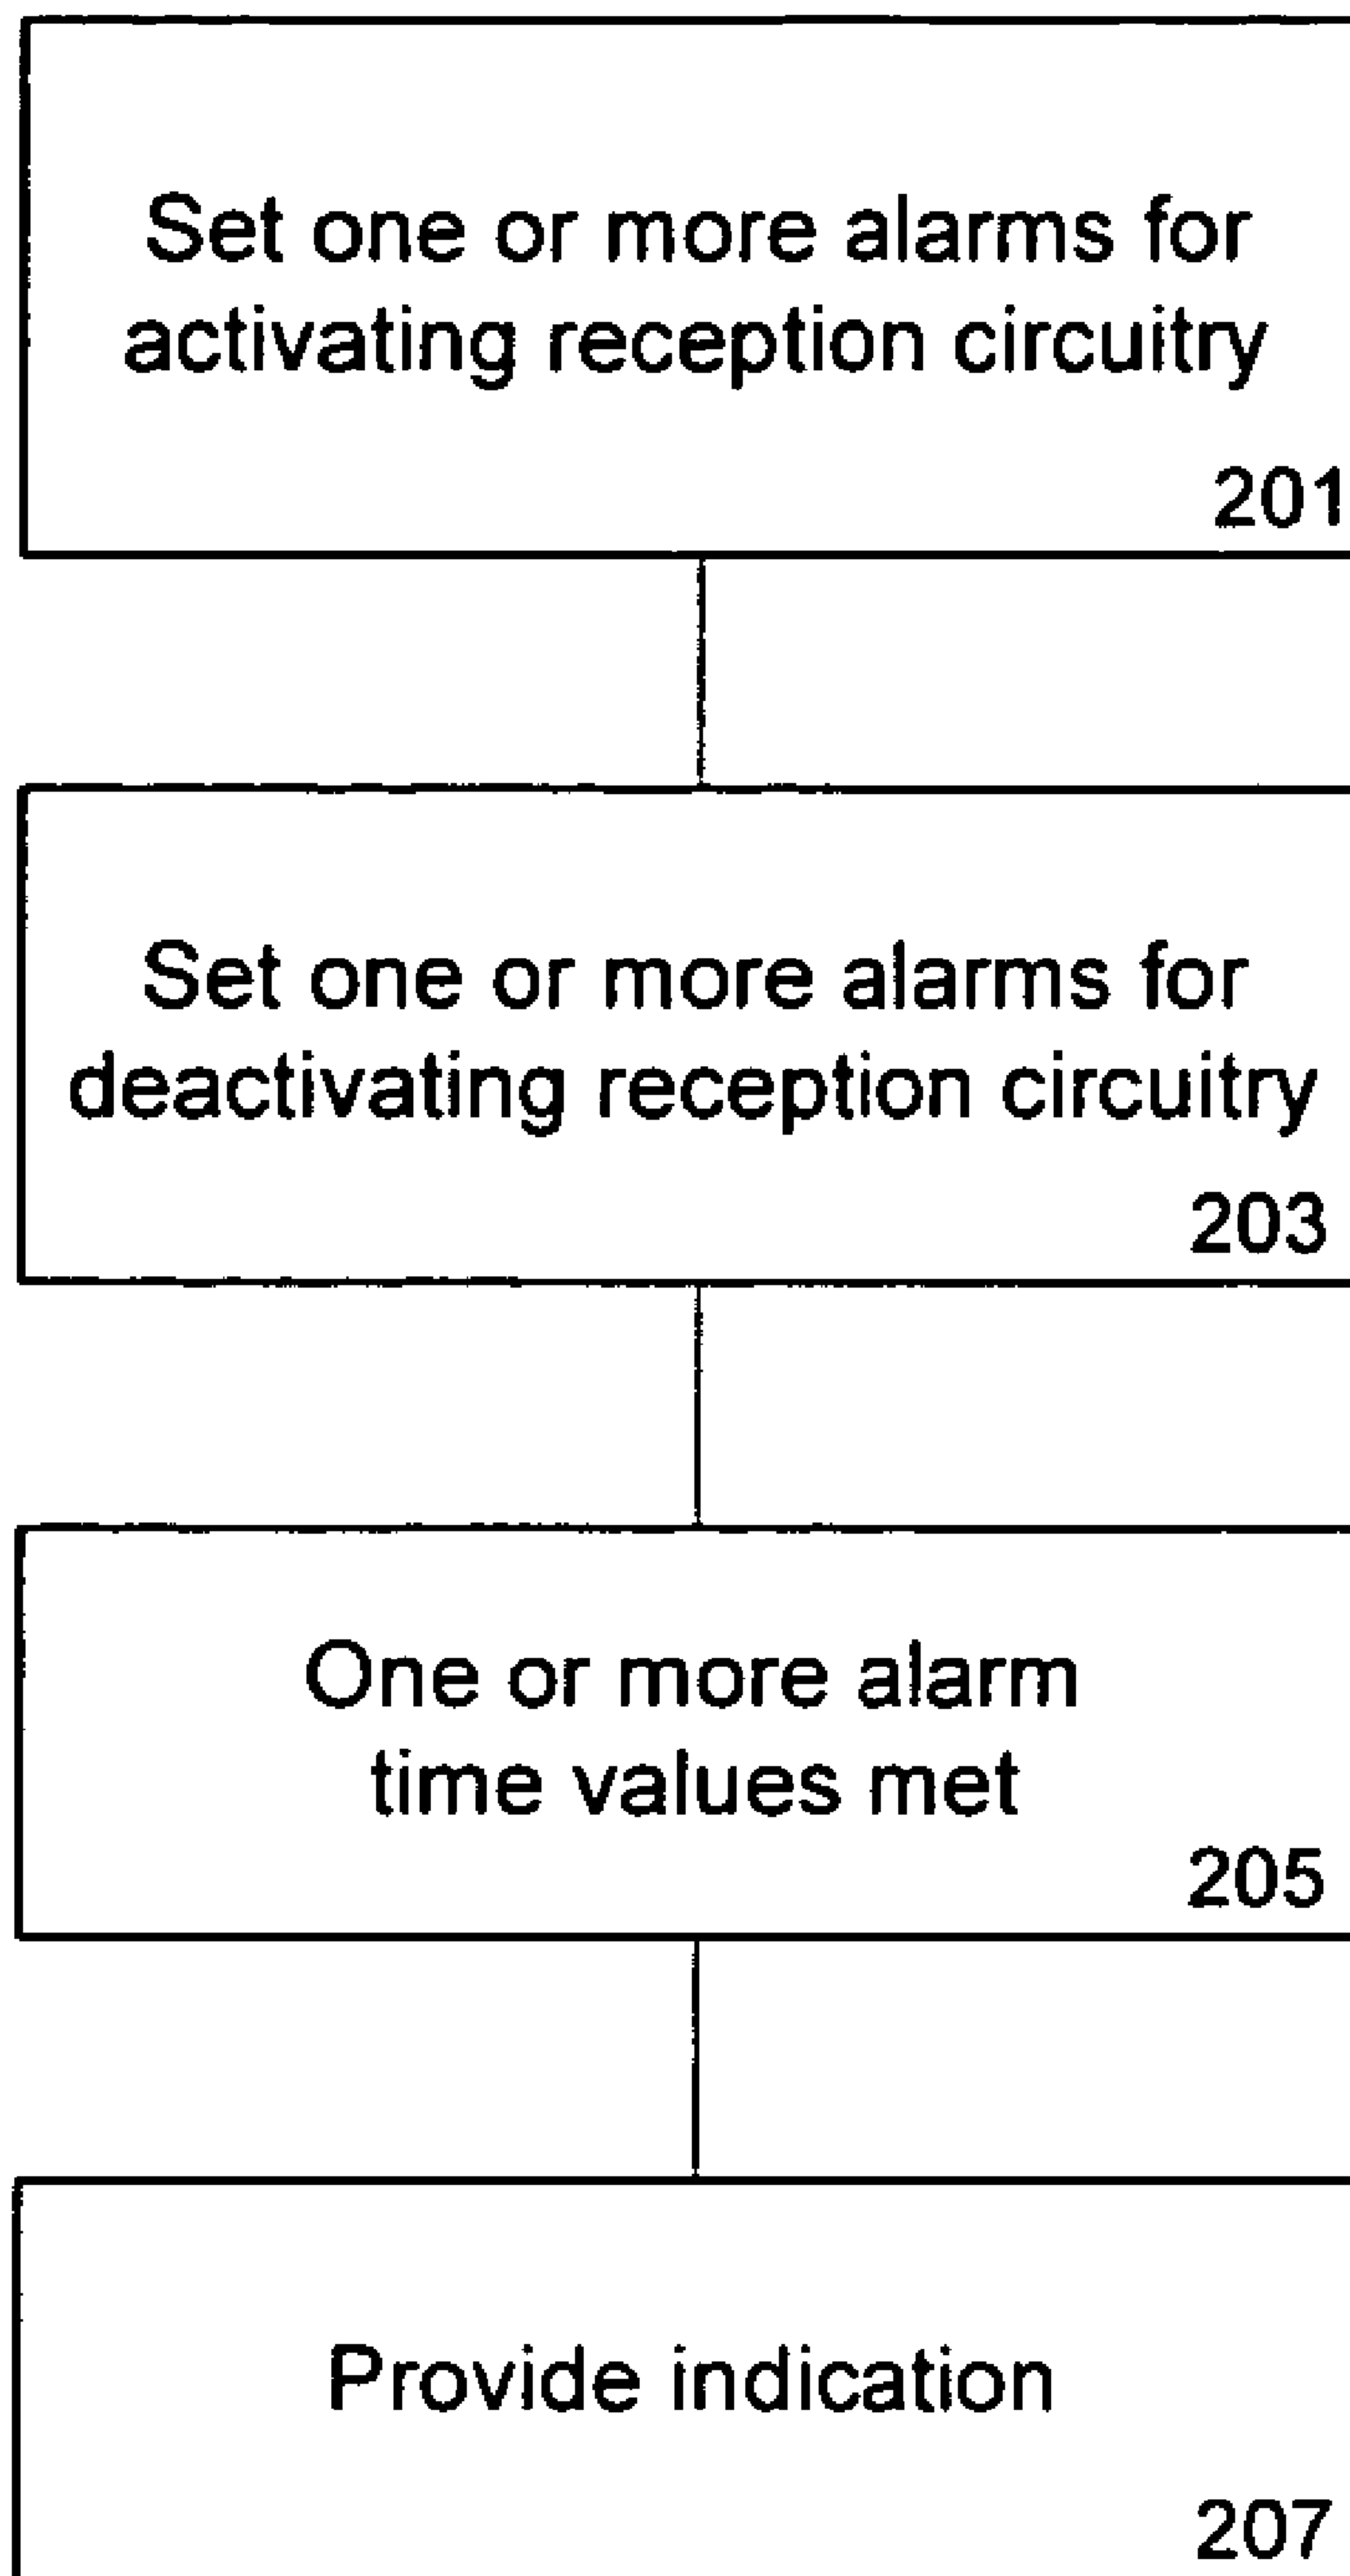 Set one or more alarms for
activating reception circuitry
201
Set one or more alarms for
deactivating reception circuitry
203
One or more alarm
time values met
205
Provide indication
207